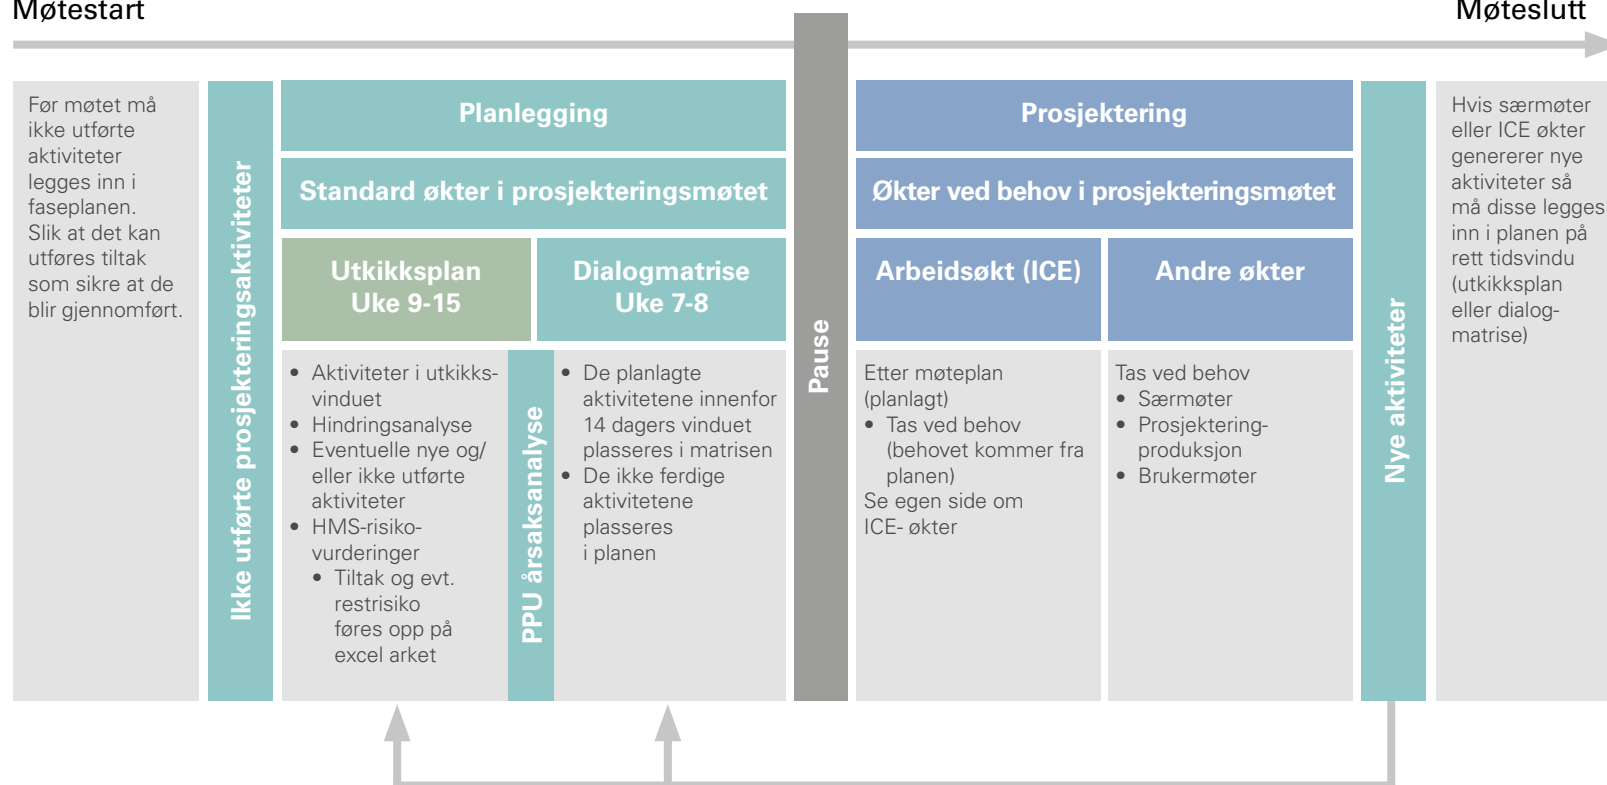 Møtestart
Møteslutt
Før møtet må
ikke utførte
aktiviteter
legges inn i
faseplanen.
Slik at det kan
utføres tiltak
som sikre at de
blir gjennomført.
Ikke utførte prosjekteringsaktiviteter
Planlegging
Standard økter i prosjekteringsmøtet
Utkikksplan
Uke 9-15
• Aktiviteter i utkikks-
vinduet
• Hindringsanalyse
• Eventuelle nye og/
eller ikke utførte
aktiviteter
• HMS-risiko-
vurderinger
• Tiltak og evt.
restrisiko
føres opp på
excel arket
PPU årsaksanalyse
Dialogmatrise
Uke 7-8
• De planlagte
aktivitetene innenfor
14 dagers vinduet
plasseres i matrisen
• De ikke ferdige
aktivitetene
plasseres
i planen
Pause
Prosjektering
Økter ved behov i prosjekteringsmøtet
Arbeidsøkt (ICE)
Etter møteplan
(planlagt)
• Tas ved behov
(behovet kommer fra
planen)
Se egen side om
ICE- økter
Andre økter
Tas ved behov
• Særmøter
• Prosjektering-
produksjon
• Brukermøter
Nye aktiviteter
Hvis særmøter
eller ICE økter
genererer nye
aktiviteter så
må disse legges
inn i planen på
rett tidsvindu
(utkikksplan
eller dialog-
matrise)